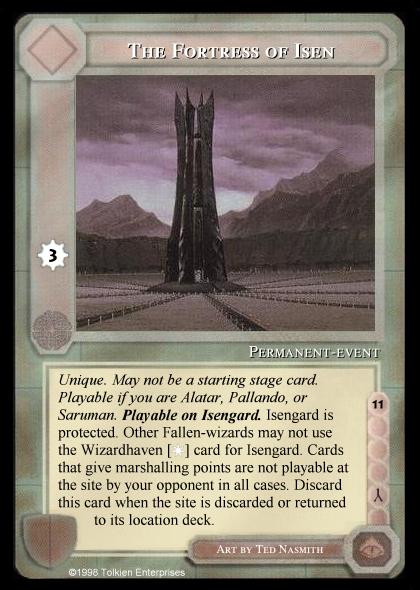 THE FORTRESS OF ISEN
3
PERMANENT-EVENT
Unique. May not be a starting stage card.
Playable if you are Alatar, Pallando, or
Saruman. Playable on Isengard. Isengard is
protected. Other Fallen-wizards may not use
the Wizardhaven [✷] card for Isengard. Cards
that give marshalling points are not playable at
the site by your opponent in all cases. Discard
this card when the site is discarded or returned
to its location deck.
11
ART BY TED NASMITH
©1998 Tolkien Enterprises